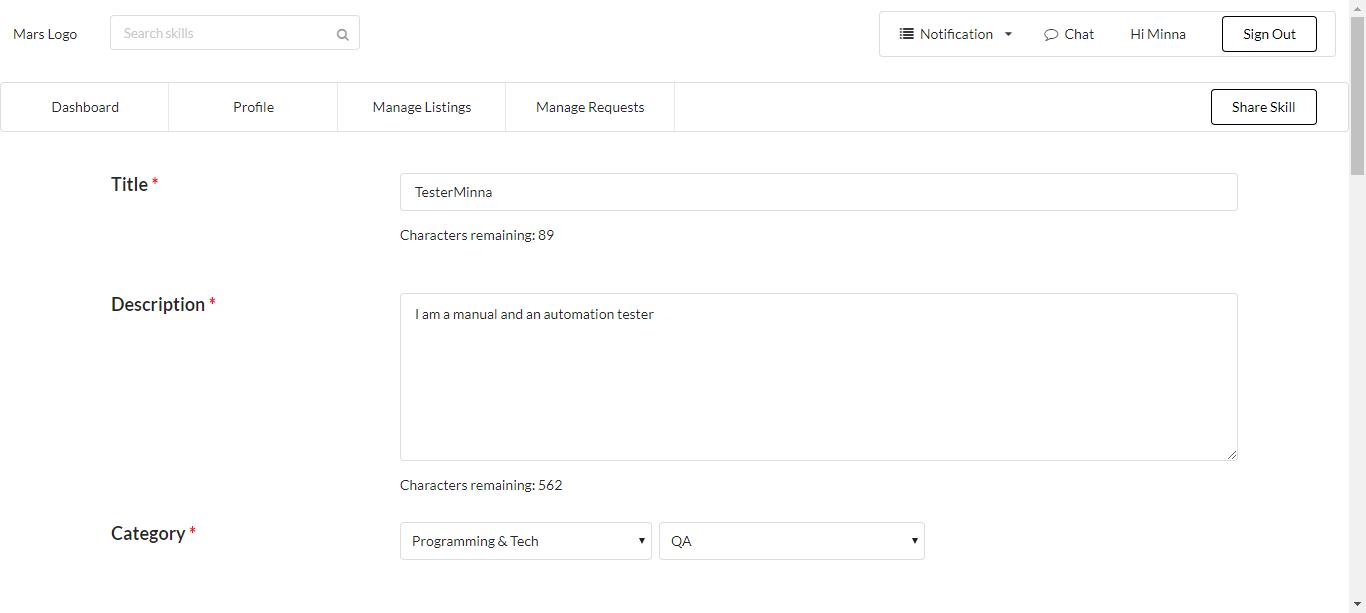 Mars Logo Search skills Notification Chat Hi Minna Sign Out
Dashboard Profile Manage Listings Manage Requests Share Skill
Title * TesterMinna
Characters remaining: 89
Description * I am a manual and an automation tester
Characters remaining: 562
Category * Programming & Tech QA